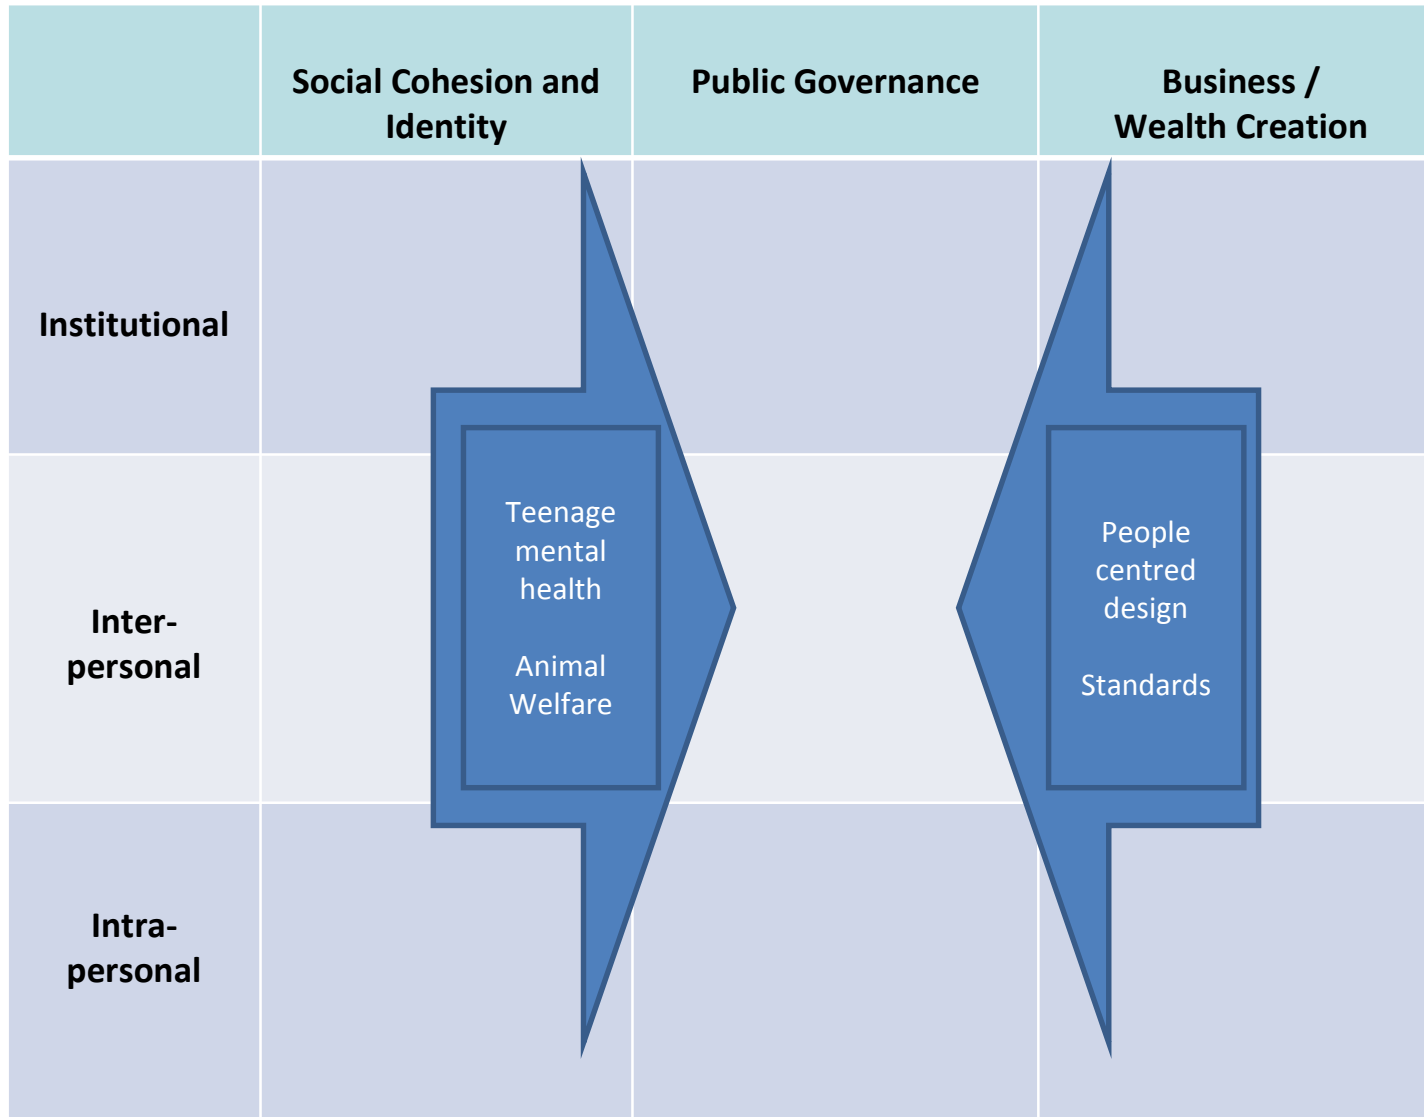 Social Cohesion and
Identity
Public Governance
Business /
Wealth Creation
Institutional
Teenage
mental
health
Animal
Welfare
People
centred
design
Standards
Inter-
personal
Intra-
personal